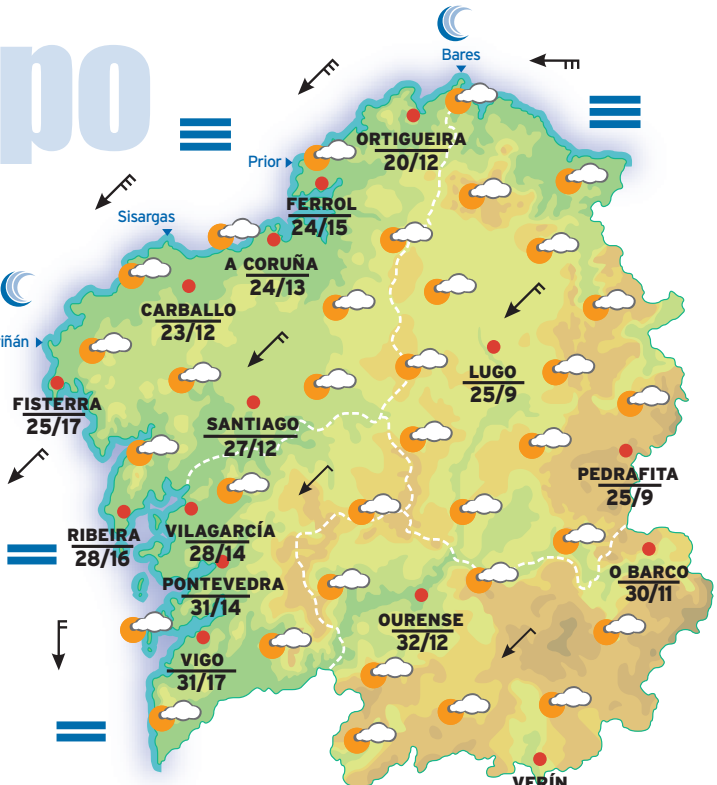 po
Bares
ORTIGUEIRA
20/12
Prior
FERROL
24/15
Sisargas
A CORUÑA
24/13
CARBALLO
23/12
iñán
LUGO
25/9
FISTERRA
25/17
SANTIAGO
27/12
PEDRAFITA
25/9
RIBEIRA
28/16
VILAGARCÍA
28/14
PONTEVEDRA
31/14
O BARCO
30/11
OURENSE
32/12
VIGO
31/17
VERÍN